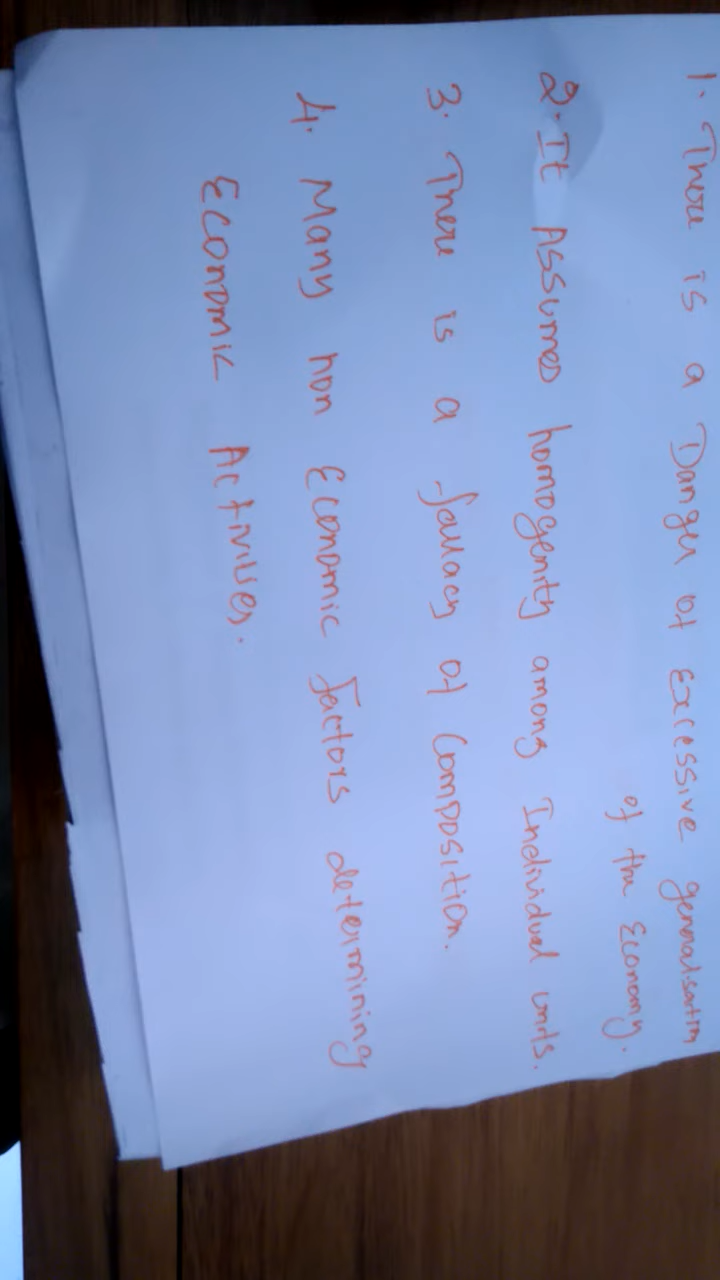 1. There is a Danger of Excessive generalisation
of the Economy.
2. It Assumes homogenity among Individual units.
3. There is a fallacy of Composition.
4. Many non Economic factors determining
Economic Activities.